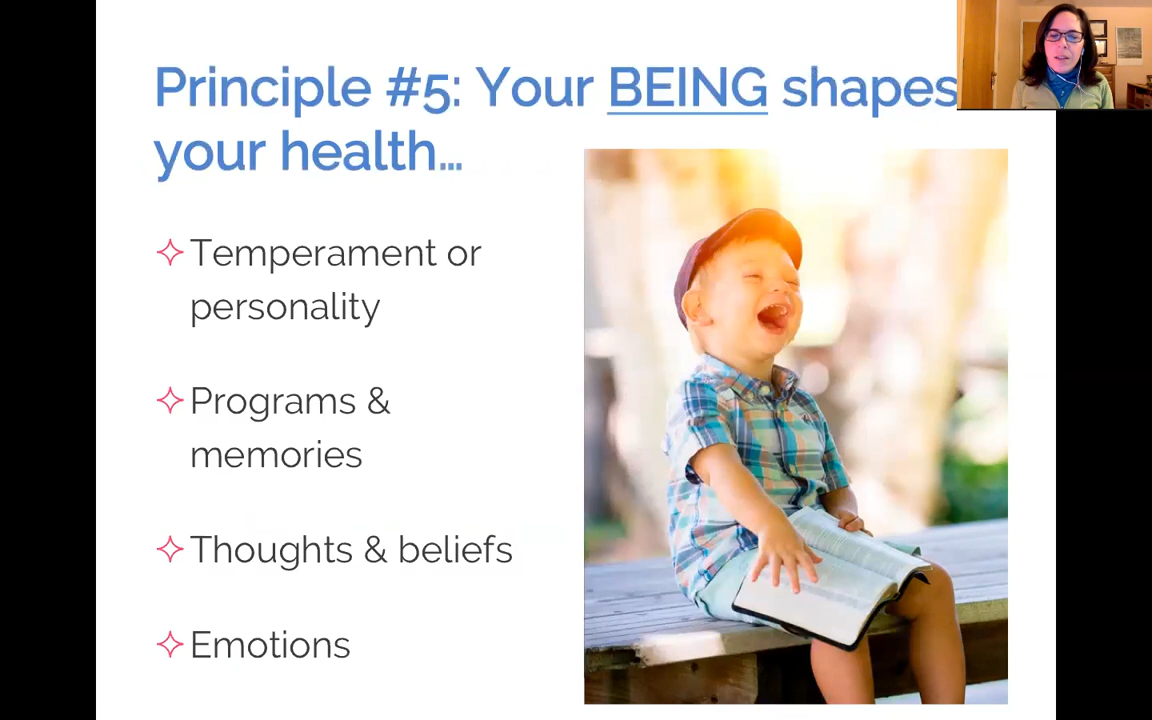 Principle #5: Your BEING shapes
your health…
Temperament or
personality
Programs &
memories
Thoughts & beliefs
Emotions